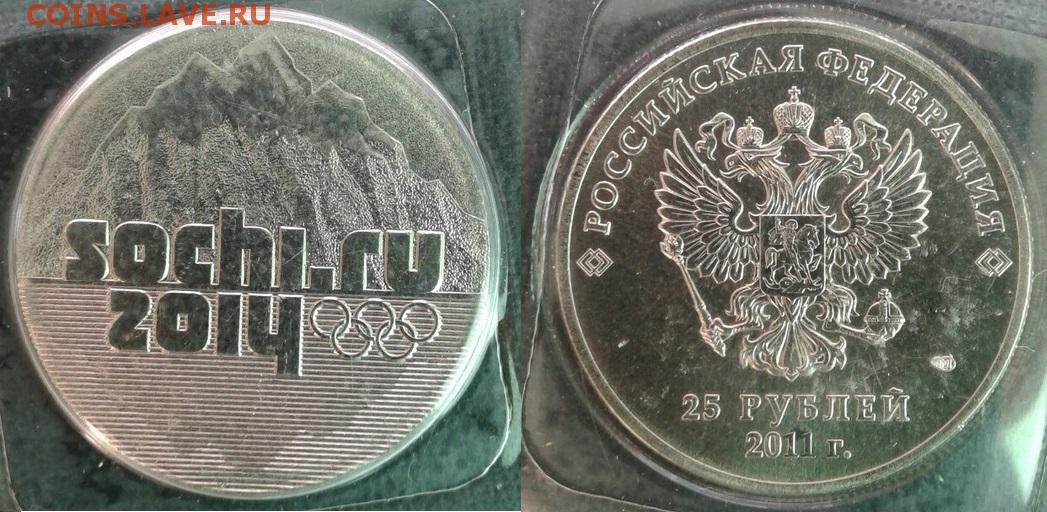 COINS.LAVE.RU
sochi.ru
2014
РОССИЙСКАЯ ФЕДЕРАЦИЯ
25 РУБЛЕЙ
2011 г.